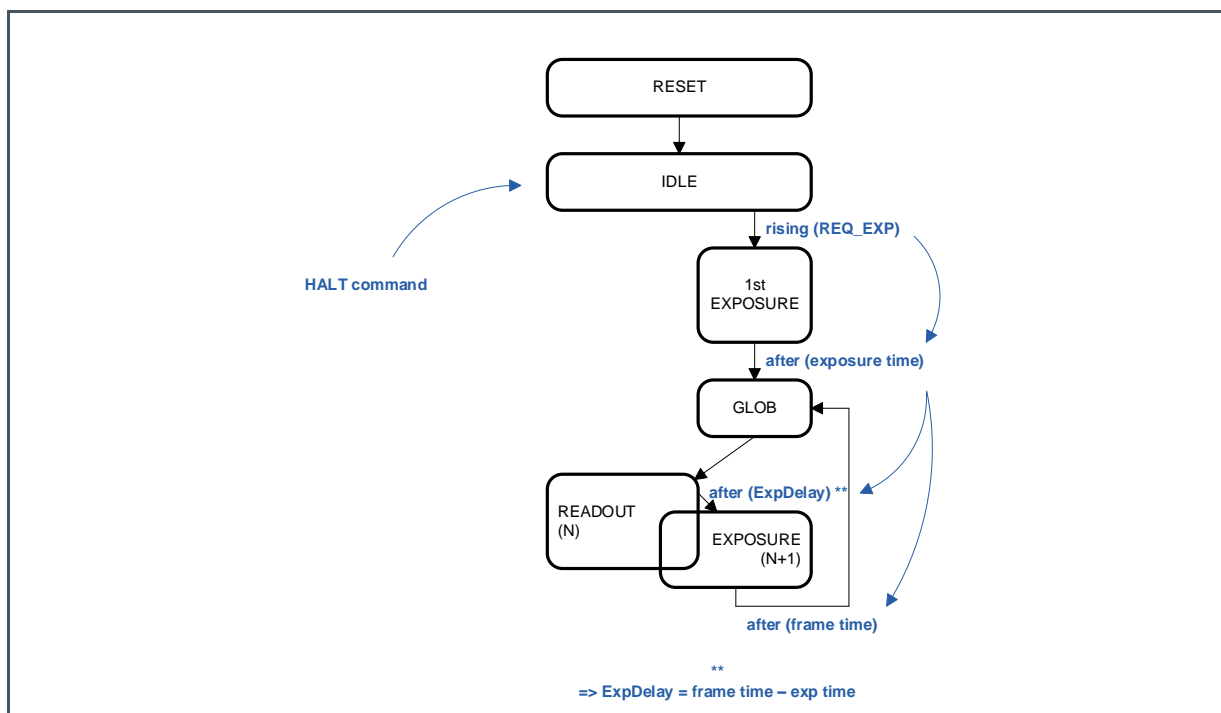 RESET
IDLE
rising (REQ_EXP)
HALT command
1st
EXPOSURE
after (exposure time)
GLOB
after (ExpDelay) **
READOUT
(N)
EXPOSURE
(N+1)
after (frame time)
**
=> ExpDelay = frame time – exp time